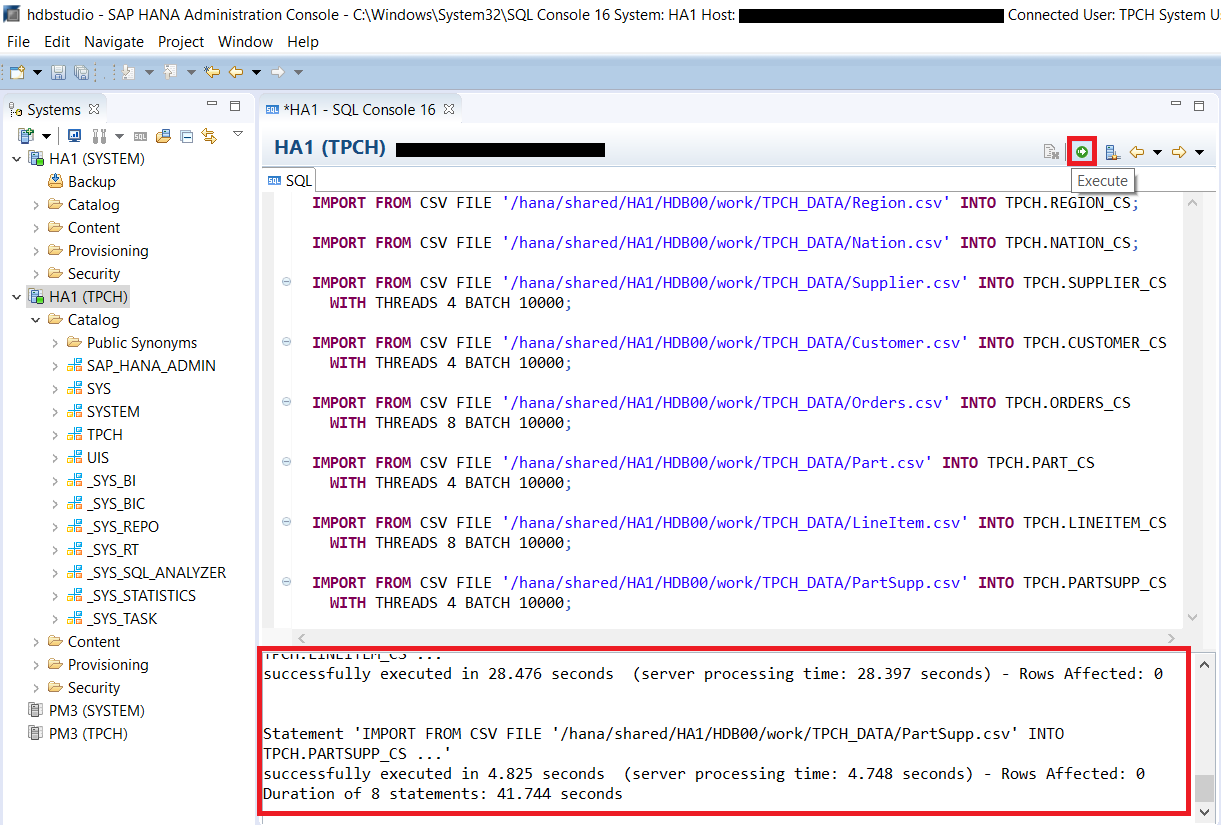 hdbstudio - SAP HANA Administration Console - C:\Windows\System32\SQL Console 16 System: HA1 Host: Connected User: TPCH System U
File Edit Navigate Project Window Help
Systems
*HA1 - SQL Console 16
HA1 (SYSTEM)
Backup
Catalog
Content
Provisioning
Security
HA1 (TPCH)
Catalog
Public Synonyms
SAP_HANA_ADMIN
SYS
SYSTEM
TPCH
UIS
_SYS_BI
_SYS_BIC
_SYS_REPO
_SYS_RT
_SYS_SQL_ANALYZER
_SYS_STATISTICS
_SYS_TASK
Content
Provisioning
Security
PM3 (SYSTEM)
PM3 (TPCH)
HA1 (TPCH)
Execute
SQL
IMPORT FROM CSV FILE '/hana/shared/HA1/HDB00/work/TPCH_DATA/Region.csv' INTO TPCH.REGION_CS;
IMPORT FROM CSV FILE '/hana/shared/HA1/HDB00/work/TPCH_DATA/Nation.csv' INTO TPCH.NATION_CS;
IMPORT FROM CSV FILE '/hana/shared/HA1/HDB00/work/TPCH_DATA/Supplier.csv' INTO TPCH.SUPPLIER_CS
WITH THREADS 4 BATCH 10000;
IMPORT FROM CSV FILE '/hana/shared/HA1/HDB00/work/TPCH_DATA/Customer.csv' INTO TPCH.CUSTOMER_CS
WITH THREADS 4 BATCH 10000;
IMPORT FROM CSV FILE '/hana/shared/HA1/HDB00/work/TPCH_DATA/Orders.csv' INTO TPCH.ORDERS_CS
WITH THREADS 8 BATCH 10000;
IMPORT FROM CSV FILE '/hana/shared/HA1/HDB00/work/TPCH_DATA/Part.csv' INTO TPCH.PART_CS
WITH THREADS 4 BATCH 10000;
IMPORT FROM CSV FILE '/hana/shared/HA1/HDB00/work/TPCH_DATA/LineItem.csv' INTO TPCH.LINEITEM_CS
WITH THREADS 8 BATCH 10000;
IMPORT FROM CSV FILE '/hana/shared/HA1/HDB00/work/TPCH_DATA/PartSupp.csv' INTO TPCH.PARTSUPP_CS
WITH THREADS 4 BATCH 10000;
TPCH.LINEITEM_CS ...
successfully executed in 28.476 seconds (server processing time: 28.397 seconds) - Rows Affected: 0
Statement 'IMPORT FROM CSV FILE '/hana/shared/HA1/HDB00/work/TPCH_DATA/PartSupp.csv' INTO
TPCH.PARTSUPP_CS ...'
successfully executed in 4.825 seconds (server processing time: 4.748 seconds) - Rows Affected: 0
Duration of 8 statements: 41.744 seconds